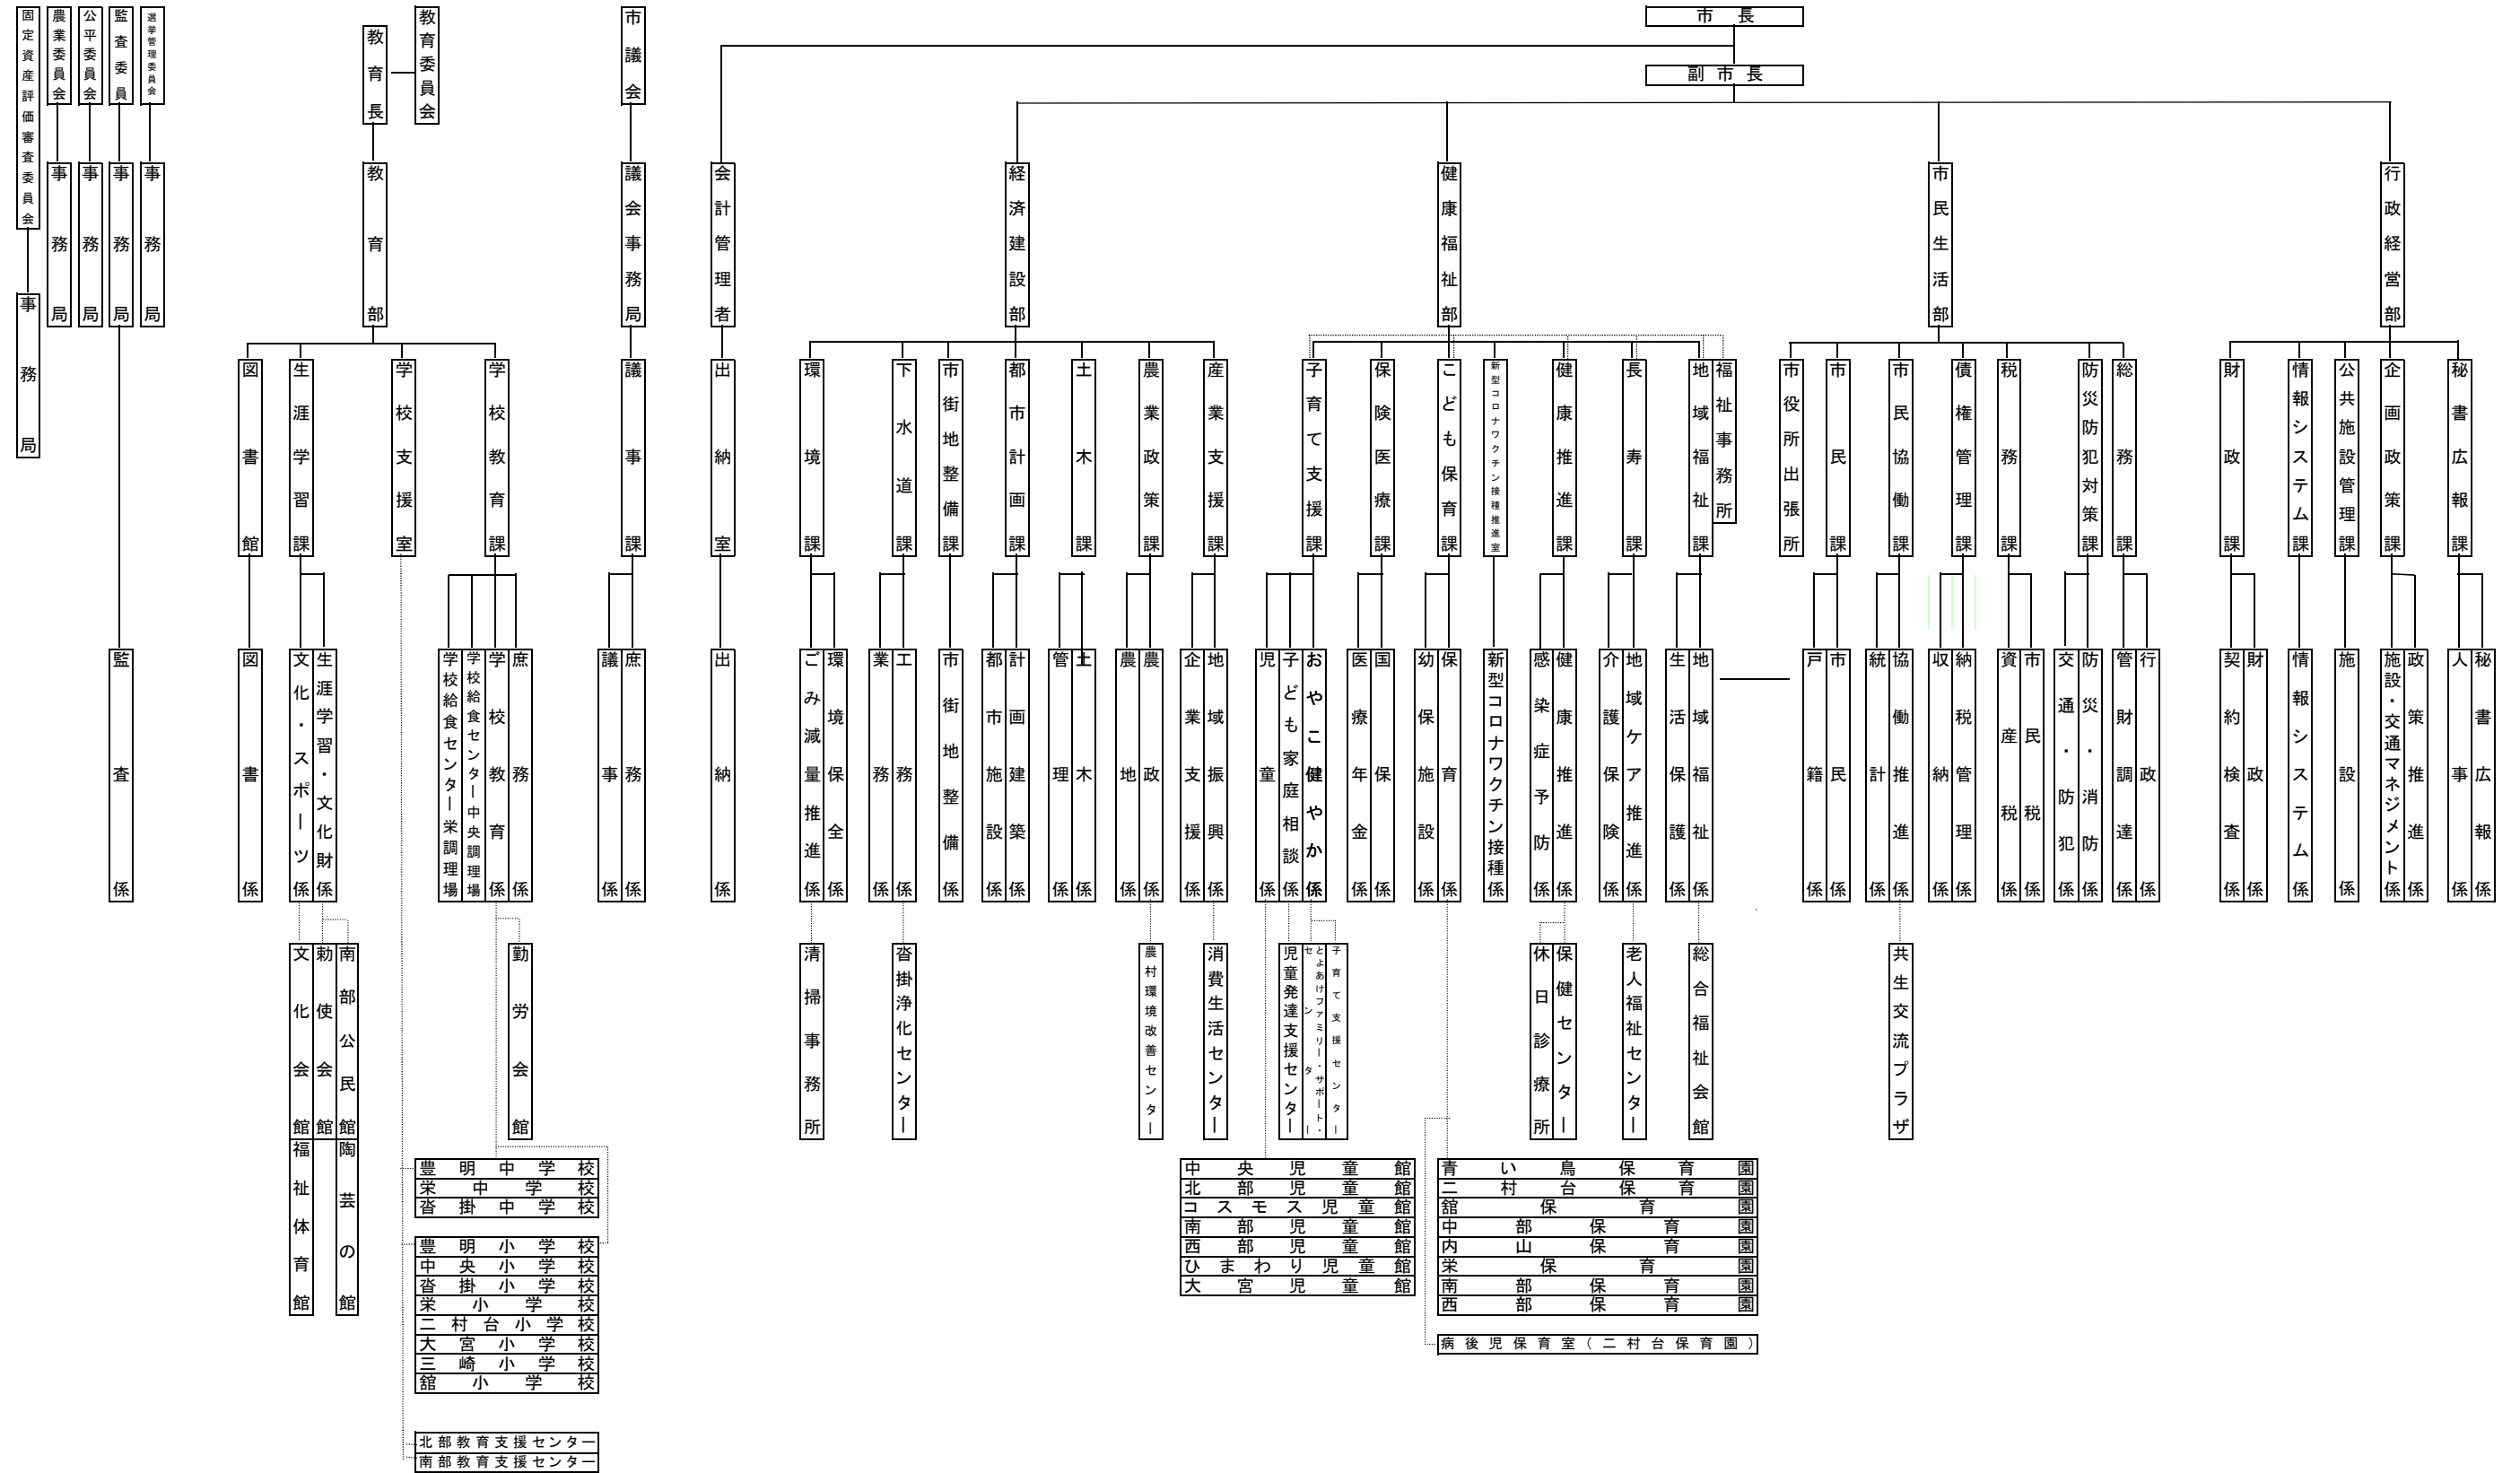 市長
副市長
固定資産評価審査委員会
農業委員会
公平委員会
監査委員
選挙管理委員会
教育長
教育委員会
市議会
事務局
事務局
事務局
事務局
事務局
教育部
議会事務局
会計管理者
経済建設部
健康福祉部
市民生活部
行政経営部
図書館
生涯学習課
学校支援室
学校教育課
議事課
出納室
環境課
下水道課
市街地整備課
都市計画課
土木課
農業政策課
産業支援課
子育て支援課
保険医療課
こども保育課
新型コロナワクチン接種推進室
健康推進課
長寿課
地域福祉課
福祉事務所
市役所出張所
市民課
市民協働課
債権管理課
税務課
防災防犯対策課
総務課
財政課
情報システム課
公共施設管理課
企画政策課
秘書広報課
監査係
図書係
文化・スポーツ係
生涯学習・文化財係
学校給食センター栄調理場
学校給食センター中央調理場
学校教育係
庶務係
議事係
庶務係
出納係
ごみ減量推進係
環境保全係
業務係
工務係
市街地整備係
都市施設係
計画建築係
管理係
土木係
農地係
農政係
企業支援係
地域振興係
児童係
子ども家庭相談係
おやこ健やか係
医療年金係
国保係
幼保施設係
保育係
新型コロナワクチン接種係
感染症予防係
健康推進係
介護保険係
地域ケア推進係
生活保護係
地域福祉係
戸籍係
市民係
統計係
協働推進係
収納係
納税管理係
資産税係
市民税係
交通・防犯係
防災・消防係
管財調達係
行政係
契約検査係
財政係
情報システム係
施設係
施設・交通マネジメント係
政策推進係
人事係
秘書広報係
文化会館
勅使会館
南部公民館
勤労会館
清掃事務所
沓掛浄化センター
農村環境改善センター
消費生活センター
児童発達支援センター
とよあけファミリー・サポート・
センター
子育て支援センター
休日診療所
保健センター
老人福祉センター
総合福祉会館
共生交流プラザ
福祉体育館
陶芸の館
豊明中学校
栄中学校
沓掛中学校
豊明小学校
中央小学校
沓掛小学校
栄小学校
二村台小学校
大宮小学校
三崎小学校
舘小学校
北部教育支援センター
南部教育支援センター
中央児童館
北部児童館
コスモス児童館
南部児童館
西部児童館
ひまわり児童館
大宮児童館
青い鳥保育園
二村台保育園
舘保育園
中部保育園
内山保育園
栄保育園
南部保育園
西部保育園
病後児保育室(二村台保育園)